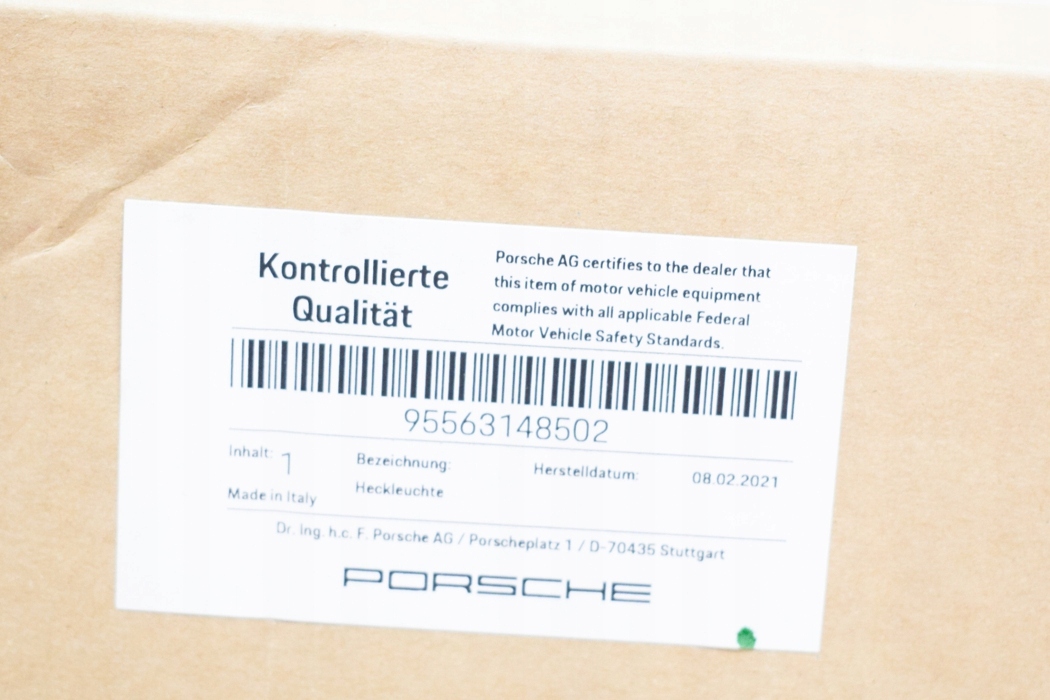 Kontrollierte
Qualität
Porsche AG certifies to the dealer that
this item of motor vehicle equipment
complies with all applicable Federal
Motor Vehicle Safety Standards.
95563148502
Inhalt: 1
Bezeichnung:
Herstelldatum: 08.02.2021
Made in Italy
Heckleuchte
Dr. Ing. h.c. F. Porsche AG / Porscheplatz 1 / D-70435 Stuttgart
PORSCHE